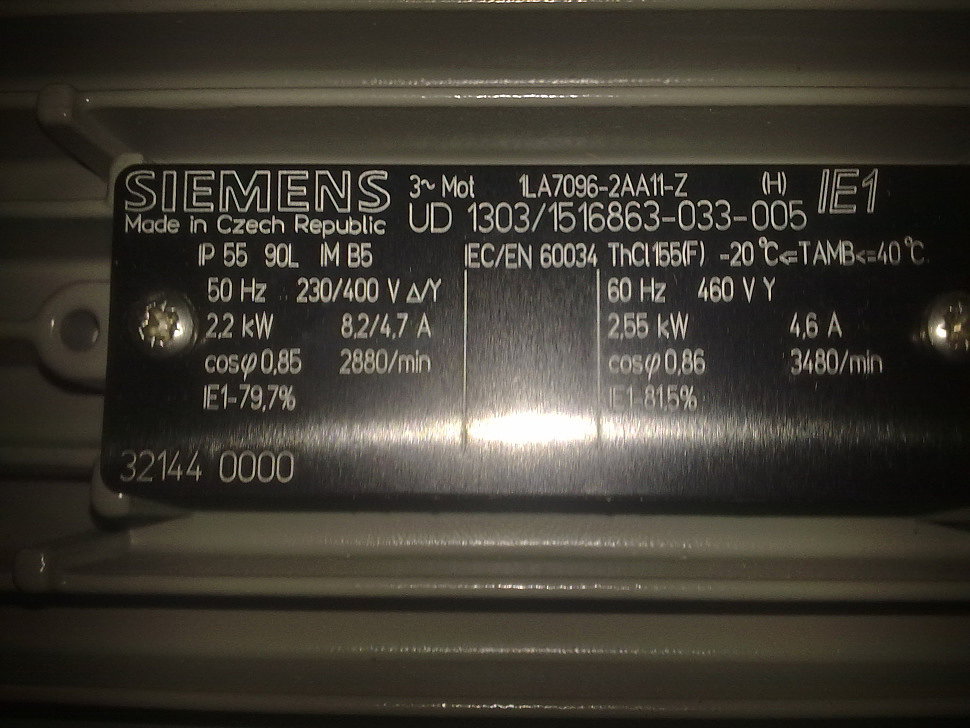 SIEMENS 3~ Mot 1LA7096-2AA11-Z (H) IE1
Made in Czech Republic UD 1303/1516863-033-005
IP 55 90L IM B5 IEC/EN 60034 ThCl155(F) -20°C<=TAMB<=40°C
50 Hz 230/400 V Δ/Y 60 Hz 460 V Y
2,2 kW 8,2/4,7 A 2,55 kW 4,6 A
cosφ 0,85 2880/min cosφ 0,86 3480/min
IE1-79,7% IE1-81,5%
32144 0000